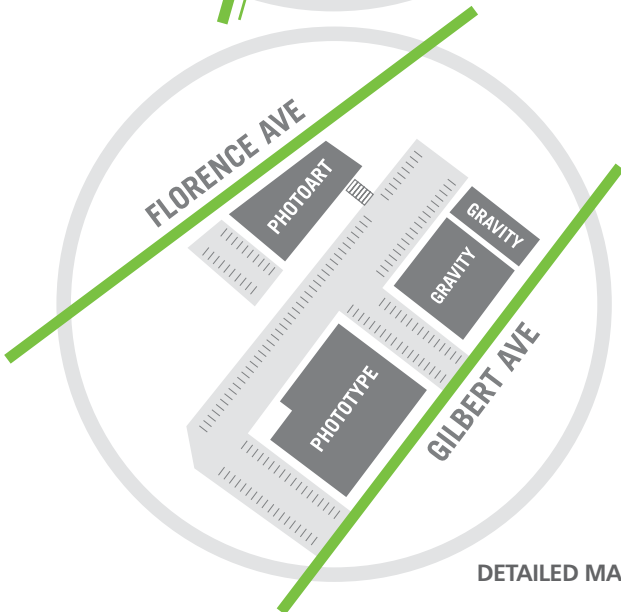 FLORENCE AVE
PHOTOART
GRAVITY
GRAVITY
PHOTOTYPE
GILBERT AVE
DETAILED MA